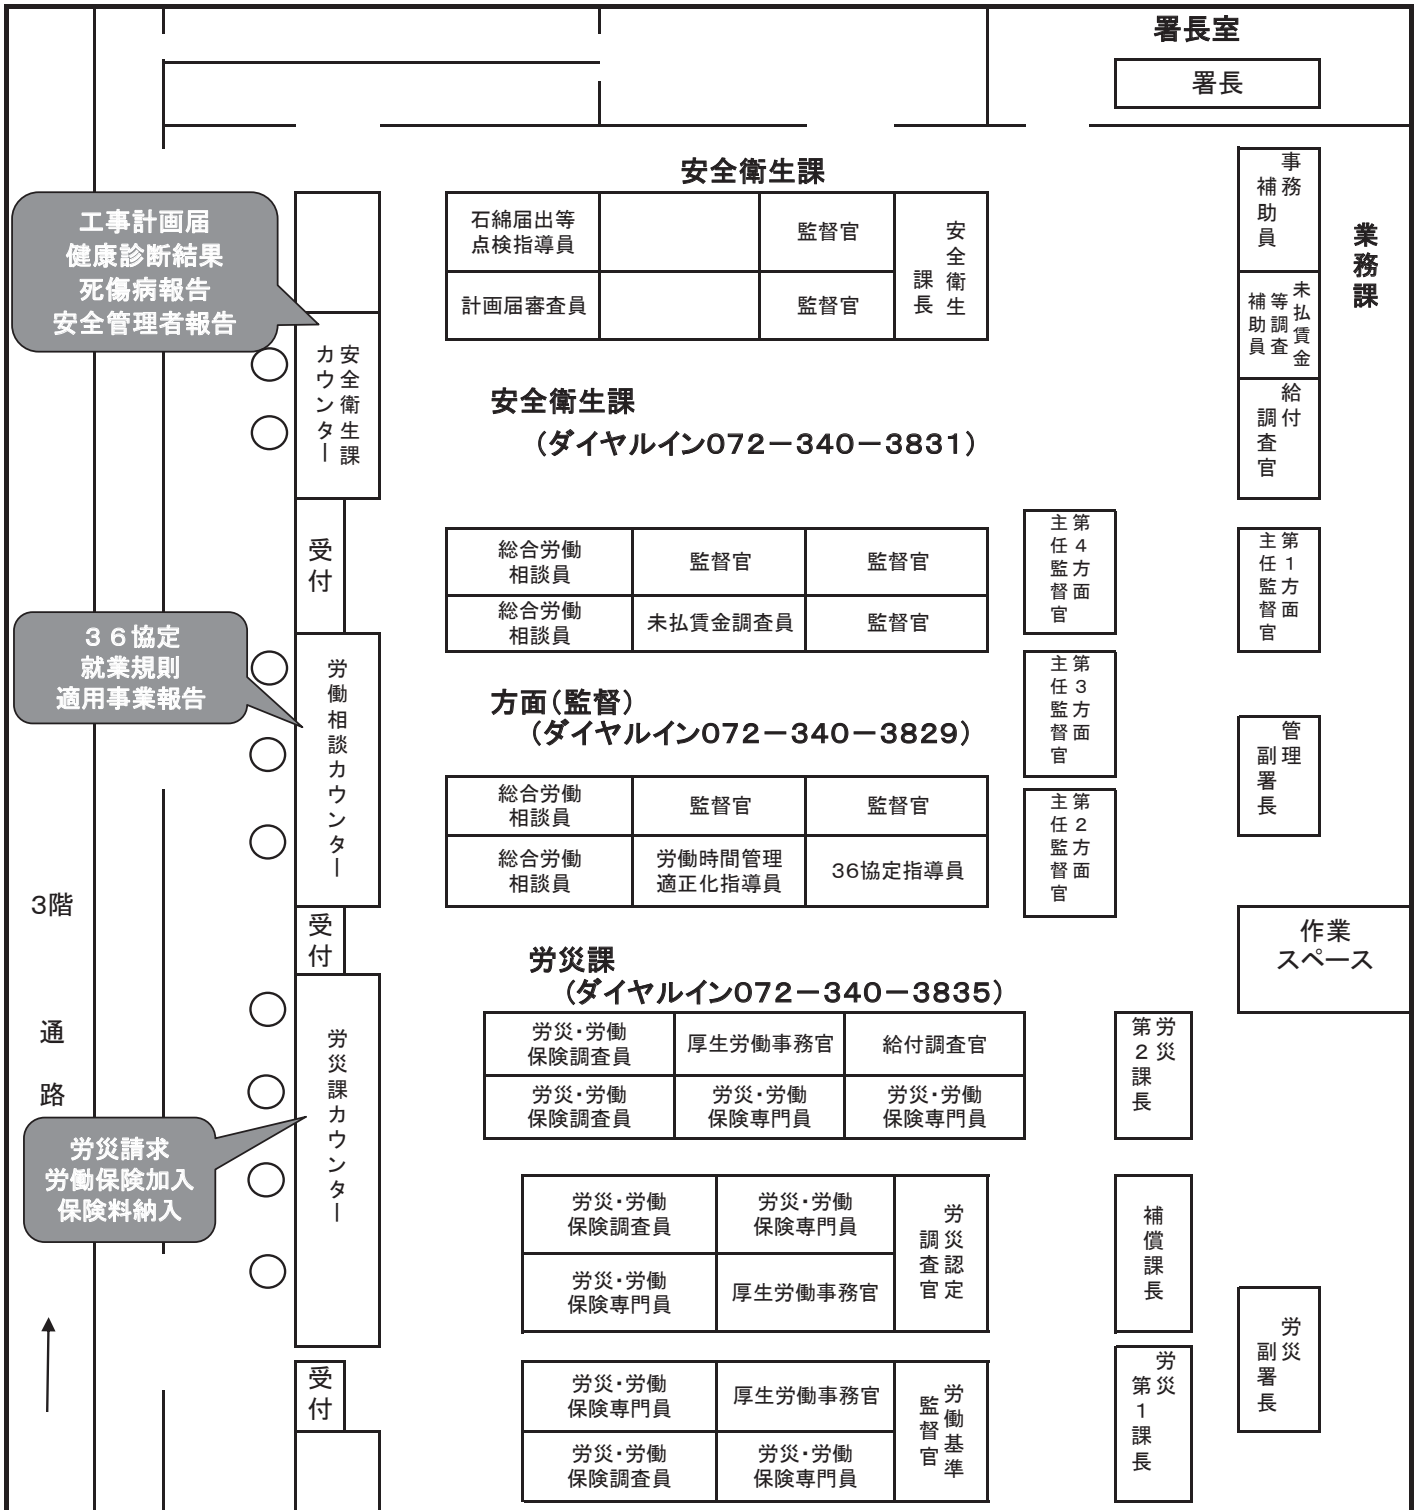 署長室
署長
安全衛生課
石綿届出等
点検指導員
監督官
計画届審査員
監督官
安全衛生
課長
事務
補助員
未払賃金
等調査
補助員
給付
調査官
業務課
工事計画届
健康診断結果
死傷病報告
安全管理者報告
安全衛生課
カウンター
安全衛生課
（ダイヤルイン072－340－3831）
受付
総合労働
相談員
監督官
監督官
総合労働
相談員
未払賃金調査員
監督官
第4方面
主任監督官
第1方面
主任監督官
３６協定
就業規則
適用事業報告
労働相談カウンター
方面（監督）
（ダイヤルイン072－340－3829）
第3方面
主任監督官
管理
副署長
総合労働
相談員
監督官
監督官
総合労働
相談員
労働時間管理
適正化指導員
36協定指導員
第2方面
主任監督官
3階
通路
受付
作業
スペース
労災課
（ダイヤルイン072－340－3835）
労災・労働
保険調査員
厚生労働事務官
給付調査官
労災・労働
保険調査員
労災・労働
保険専門員
労災・労働
保険専門員
労災
第2課長
労災請求
労働保険加入
保険料納入
労災課カウンター
労災・労働
保険調査員
労災・労働
保険専門員
労災・労働
保険専門員
厚生労働事務官
労災認定
調査官
補償課長
労災
副署長
受付
労災・労働
保険専門員
厚生労働事務官
労災・労働
保険調査員
労災・労働
保険専門員
労働基準
監督官
労災
第1課長